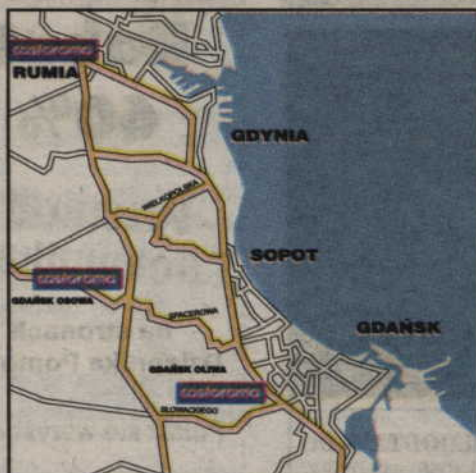 castorama
RUMIA
GDYNIA
WIELKOPOLSKA
SOPOT
castorama
GDAŃSK OSOWA
SPACEROWA
GDAŃSK
GDAŃSK OLIWA
castorama
SŁOWACKIEGO